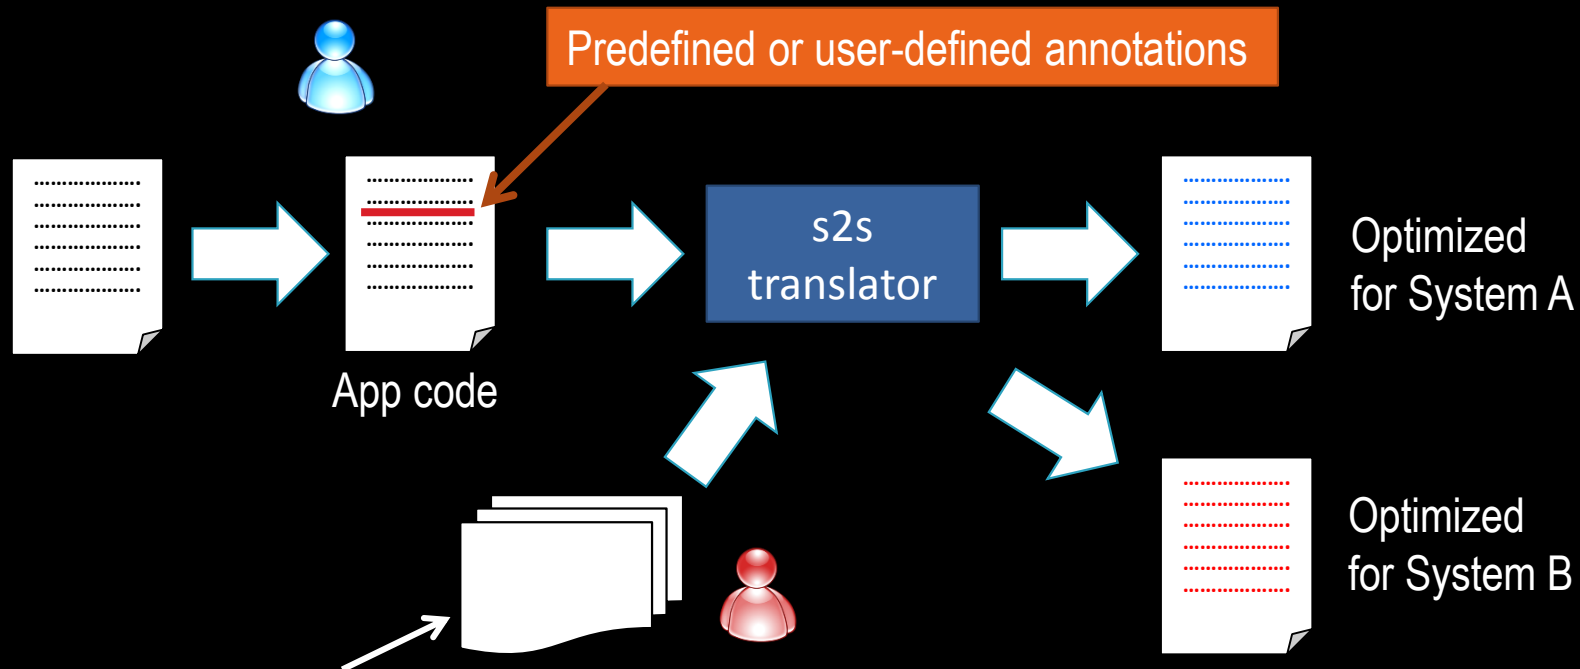 Predefined or user-defined annotations
s2s
translator
Optimized
for System A
App code
Optimized
for System B